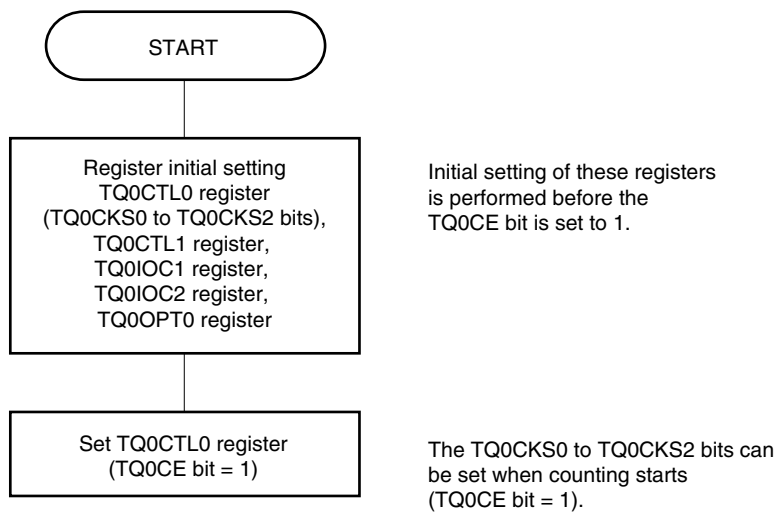 START
Register initial setting
TQ0CTL0 register
(TQ0CKS0 to TQ0CKS2 bits),
TQ0CTL1 register,
TQ0IOC1 register,
TQ0IOC2 register,
TQ0OPT0 register
Initial setting of these registers
is performed before the
TQ0CE bit is set to 1.
Set TQ0CTL0 register
(TQ0CE bit = 1)
The TQ0CKS0 to TQ0CKS2 bits can
be set when counting starts
(TQ0CE bit = 1).